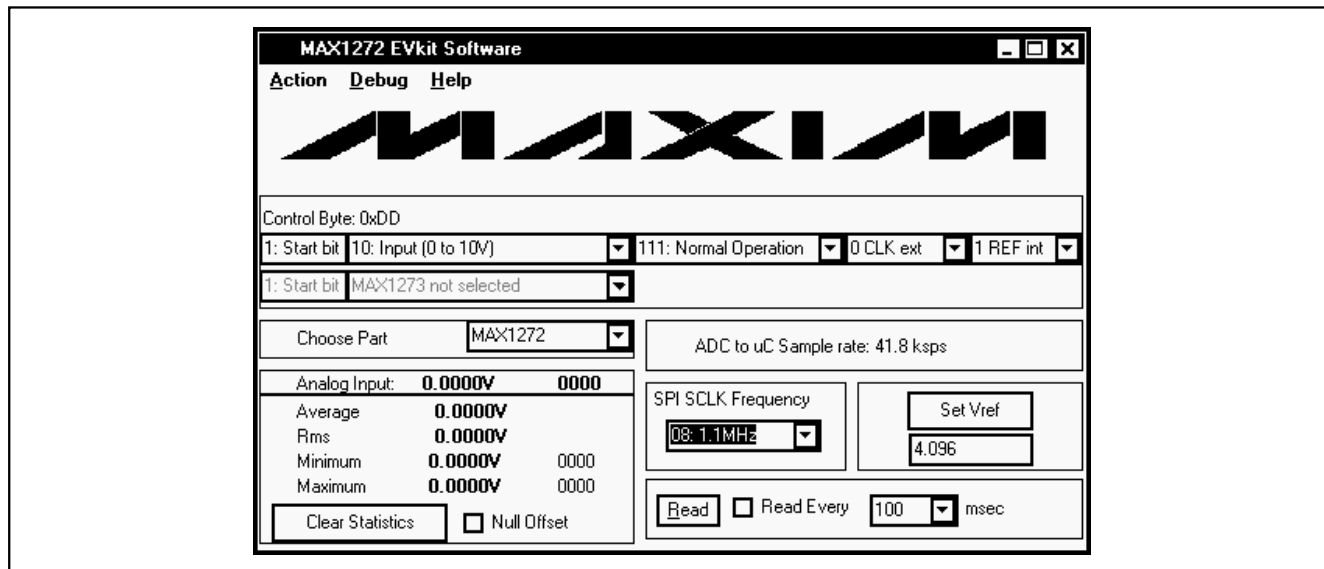 MAX1272 EVkit Software
Action Debug Help
MAXIM
Control Byte: 0xDD
1: Start bit 10: Input (0 to 10V) 111: Normal Operation 0 CLK ext 1 REF int
1: Start bit MAX1273 not selected
Choose Part MAX1272
ADC to uC Sample rate: 41.8 ksps
Analog Input: 0.0000V 0000
Average 0.0000V
Rms 0.0000V
Minimum 0.0000V 0000
Maximum 0.0000V 0000
Clear Statistics Null Offset
SPI SCLK Frequency
08: 1.1MHz
Set Vref
4.096
Read Read Every 100 msec